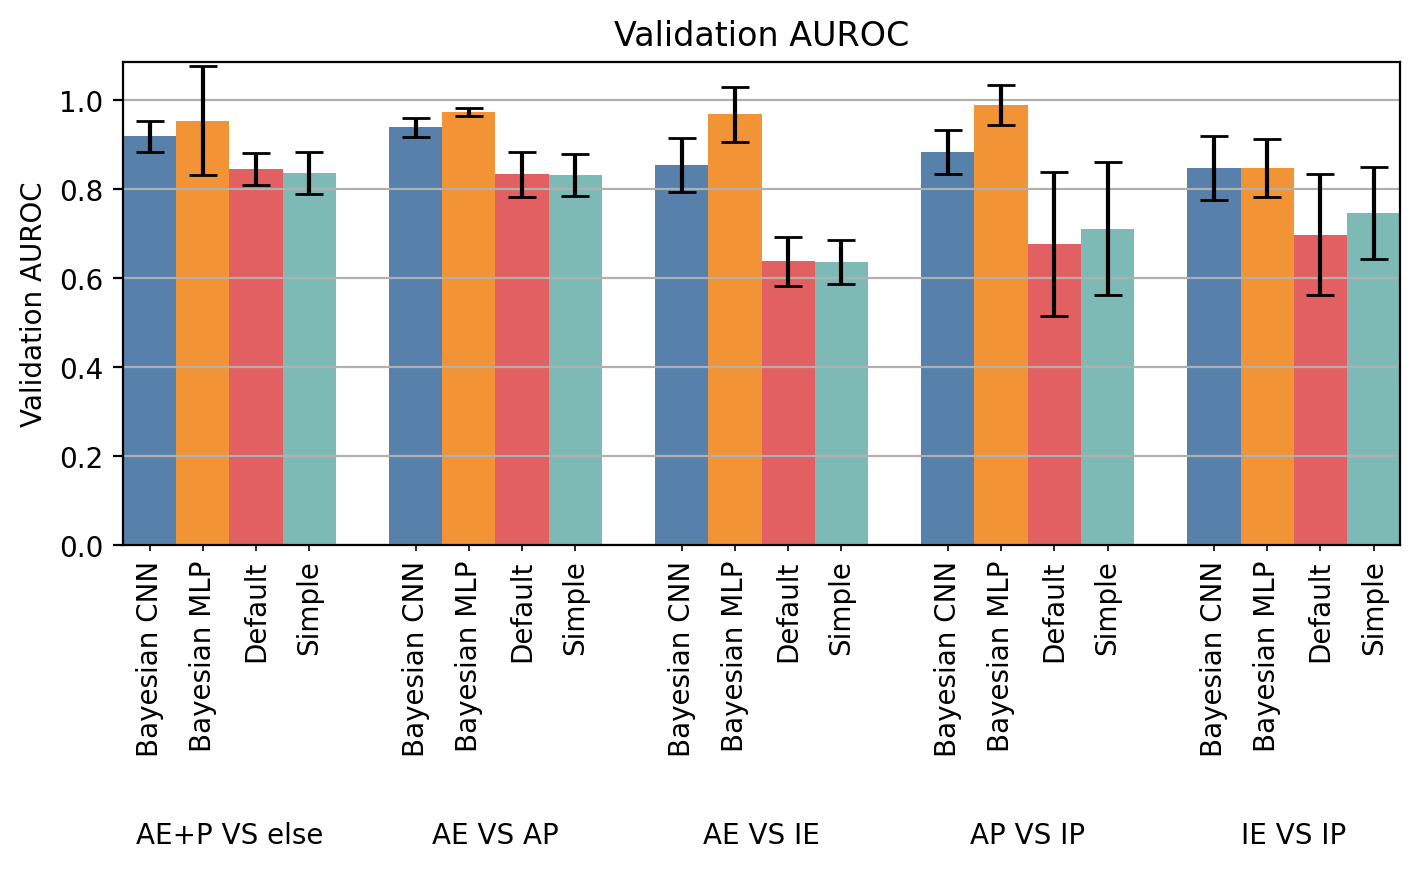 Validation AUROC
Validation AUROC
1.0
0.8
0.6
0.4
0.2
0.0
Bayesian CNN
Bayesian MLP
Default
Simple
Bayesian CNN
Bayesian MLP
Default
Simple
Bayesian CNN
Bayesian MLP
Default
Simple
Bayesian CNN
Bayesian MLP
Default
Simple
Bayesian CNN
Bayesian MLP
Default
Simple
AE+P VS else
AE VS AP
AE VS IE
AP VS IP
IE VS IP